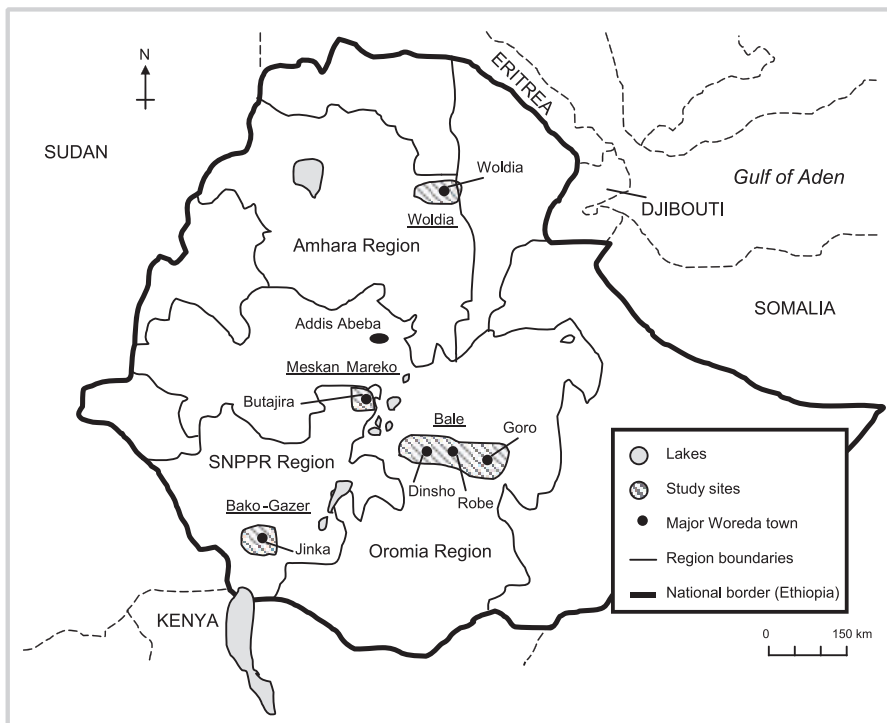 N
ERITREA
SUDAN
Woldia
Gulf of Aden
DJIBOUTI
Woldia
Amhara Region
SOMALIA
Addis Abeba
Meskan Mareko
Butajira
Bale
Goro
SNPPR Region
Dinsho
Robe
Bako-Gazer
Jinka
Oromia Region
KENYA
Lakes
Study sites
Major Woreda town
Region boundaries
National border (Ethiopia)
0 150 km